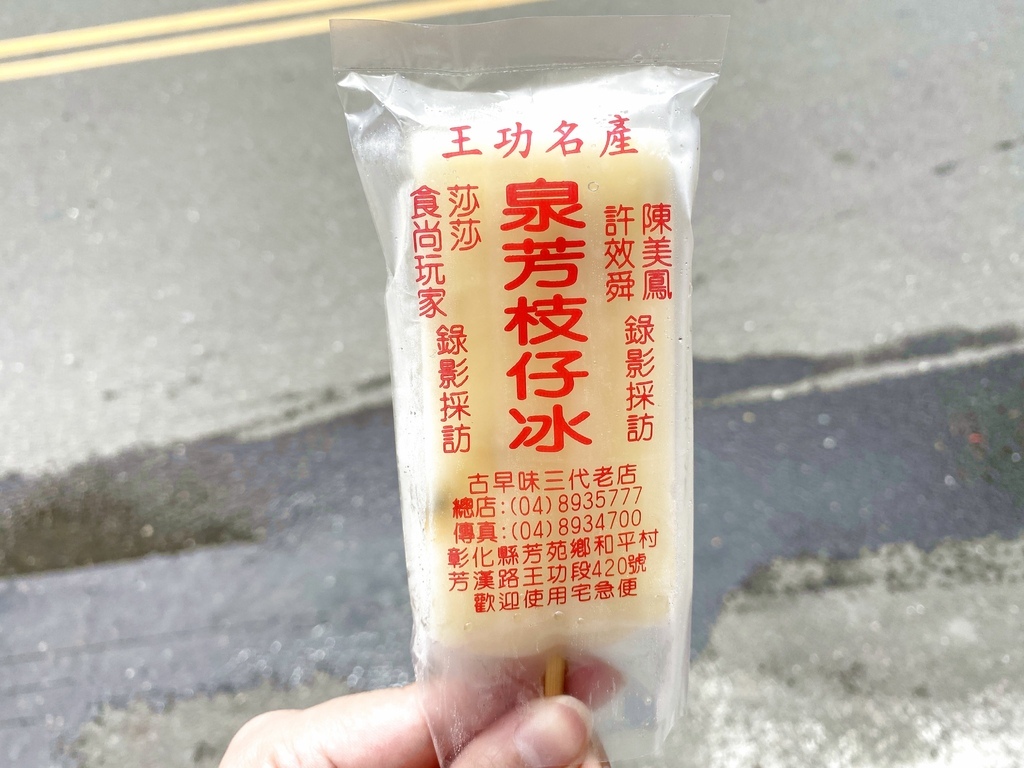 王功名產
陳美鳳
許效舜
錄影採訪
泉芳枝仔冰
莎莎
食尚玩家
錄影採訪
古早味三代老店
總店:(04)8935777
傳真:(04)8934700
彰化縣芳苑鄉和平村
芳漢路王功段420號
歡迎使用宅急便